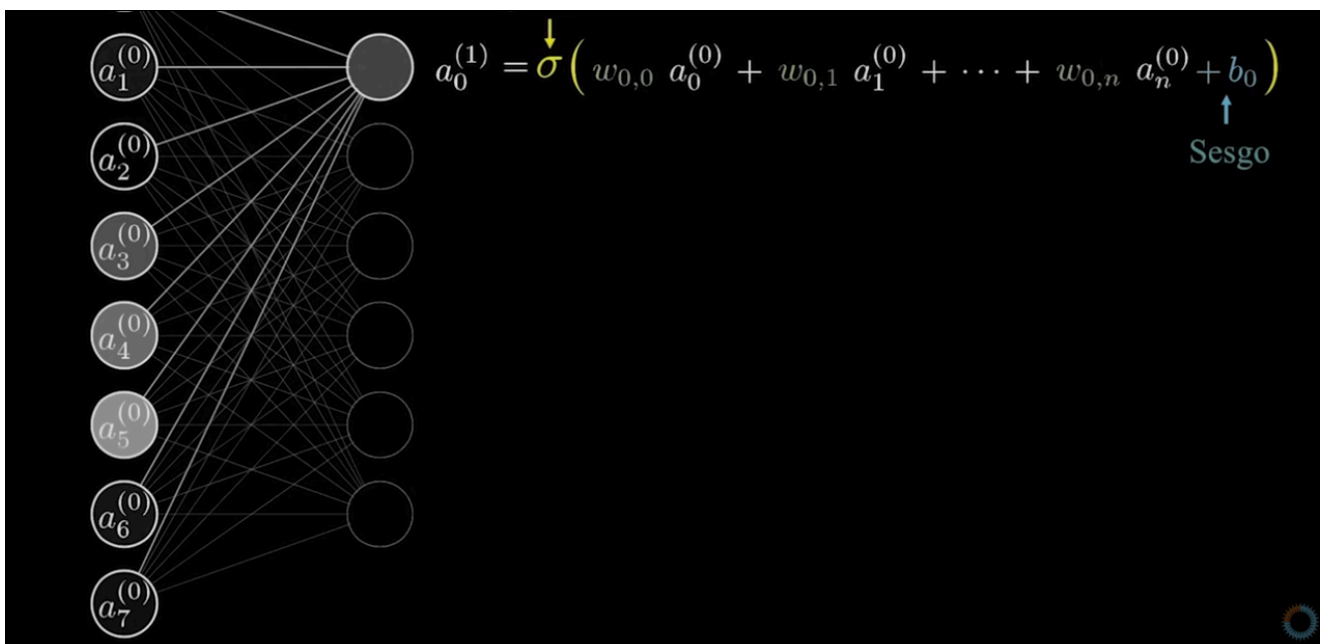 a_1^{(0)}
a_0^{(1)} = σ( w_{0,0} a_0^{(0)} + w_{0,1} a_1^{(0)} + ⋯ + w_{0,n} a_n^{(0)} + b_0 )
Sesgo
a_2^{(0)}
a_3^{(0)}
a_4^{(0)}
a_5^{(0)}
a_6^{(0)}
a_7^{(0)}